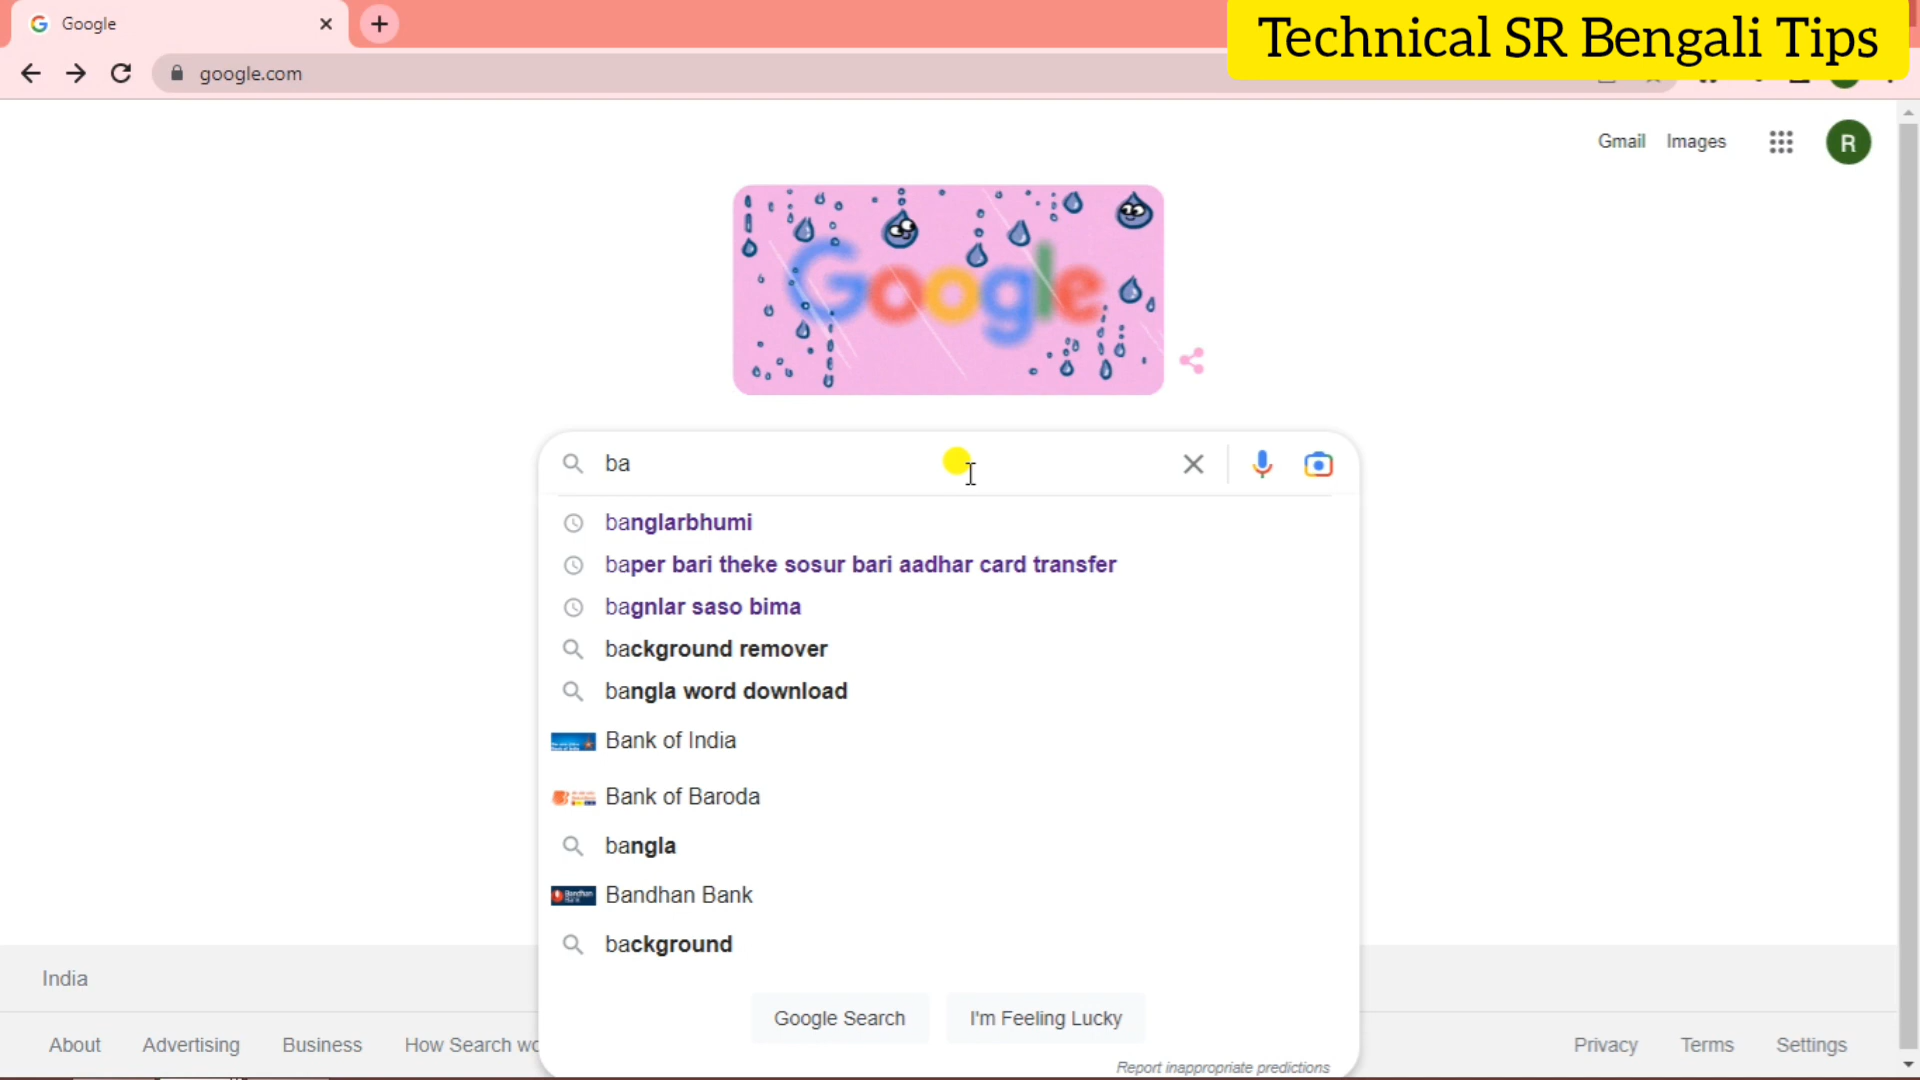 Google
Technical SR Bengali Tips
google.com
Gmail Images
R
Google
ba
banglarbhumi
baper bari theke sosur bari aadhar card transfer
bagnlar saso bima
background remover
bangla word download
Bank of India
Bank of Baroda
bangla
Bandhan Bank
background
India
Google Search I'm Feeling Lucky
About Advertising Business How Search wo Privacy Terms Settings
Report inappropriate predictions